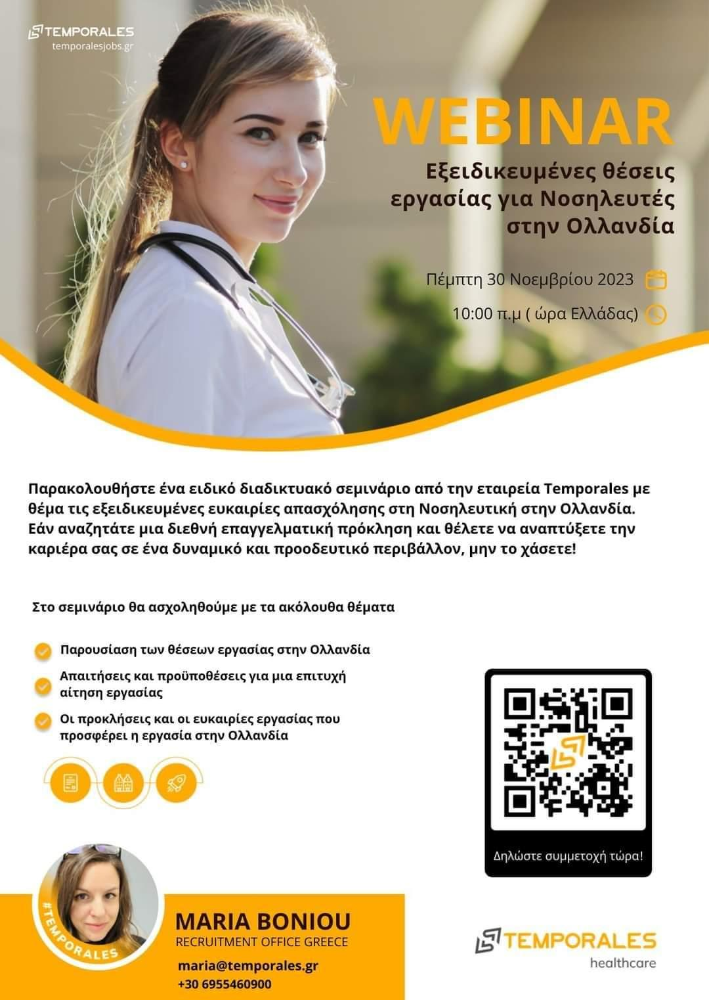 TEMPORALES
temporalesjobs.gr
WEBINAR
Εξειδικευμένες θέσεις
εργασίας για Νοσηλευτές
στην Ολλανδία
Πέμπτη 30 Νοεμβρίου 2023
10:00 π.μ ( ώρα Ελλάδας)
Παρακολουθήστε ένα ειδικό διαδικτυακό σεμινάριο από την εταιρεία Temporales με
θέμα τις εξειδικευμένες ευκαιρίες απασχόλησης στη Νοσηλευτική στην Ολλανδία.
Εάν αναζητάτε μια διεθνή επαγγελματική πρόκληση και θέλετε να αναπτύξετε την
καριέρα σας σε ένα δυναμικό και προοδευτικό περιβάλλον, μην το χάσετε!
Στο σεμινάριο θα ασχοληθούμε με τα ακόλουθα θέματα
Παρουσίαση των θέσεων εργασίας στην Ολλανδία
Απαιτήσεις και προϋποθέσεις για μια επιτυχή
αίτηση εργασίας
Οι προκλήσεις και οι ευκαιρίες εργασίας που
προσφέρει η εργασία στην Ολλανδία
Δηλώστε συμμετοχή τώρα!
#TEMPORALES
MARIA BONIOU
RECRUITMENT OFFICE GREECE
maria@temporales.gr
+30 6955460900
TEMPORALES
healthcare